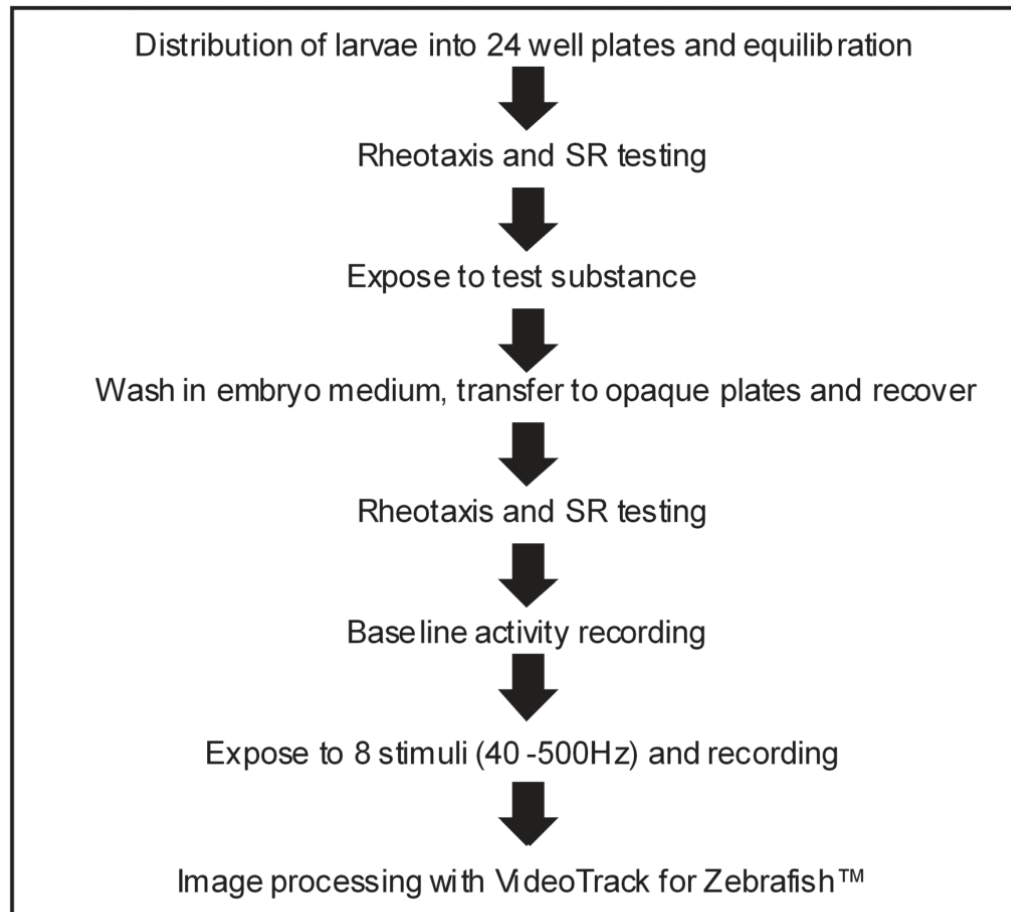 Distribution of larvae into 24 well plates and equilibration
Rheotaxis and SR testing
Expose to test substance
Wash in embryo medium, transfer to opaque plates and recover
Rheotaxis and SR testing
Baseline activity recording
Expose to 8 stimuli (40 -500Hz) and recording
Image processing with VideoTrack for Zebrafish™